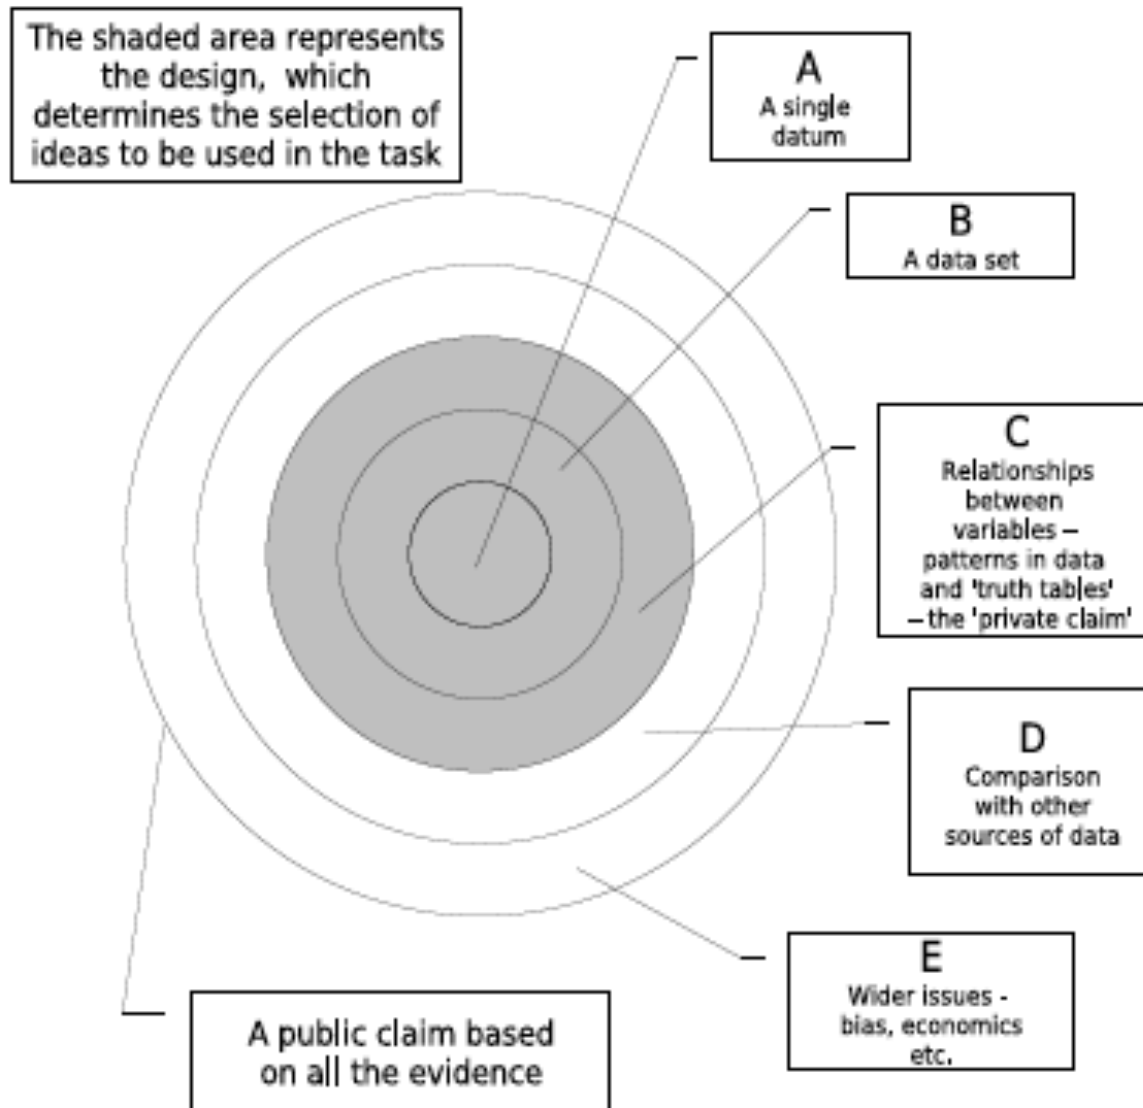 The shaded area represents
the design, which
determines the selection of
ideas to be used in the task
A
A single
datum
B
A data set
C
Relationships
between
variables –
patterns in data
and 'truth tables'
– the 'private claim'
D
Comparison
with other
sources of data
E
Wider issues -
bias, economics
etc.
A public claim based
on all the evidence